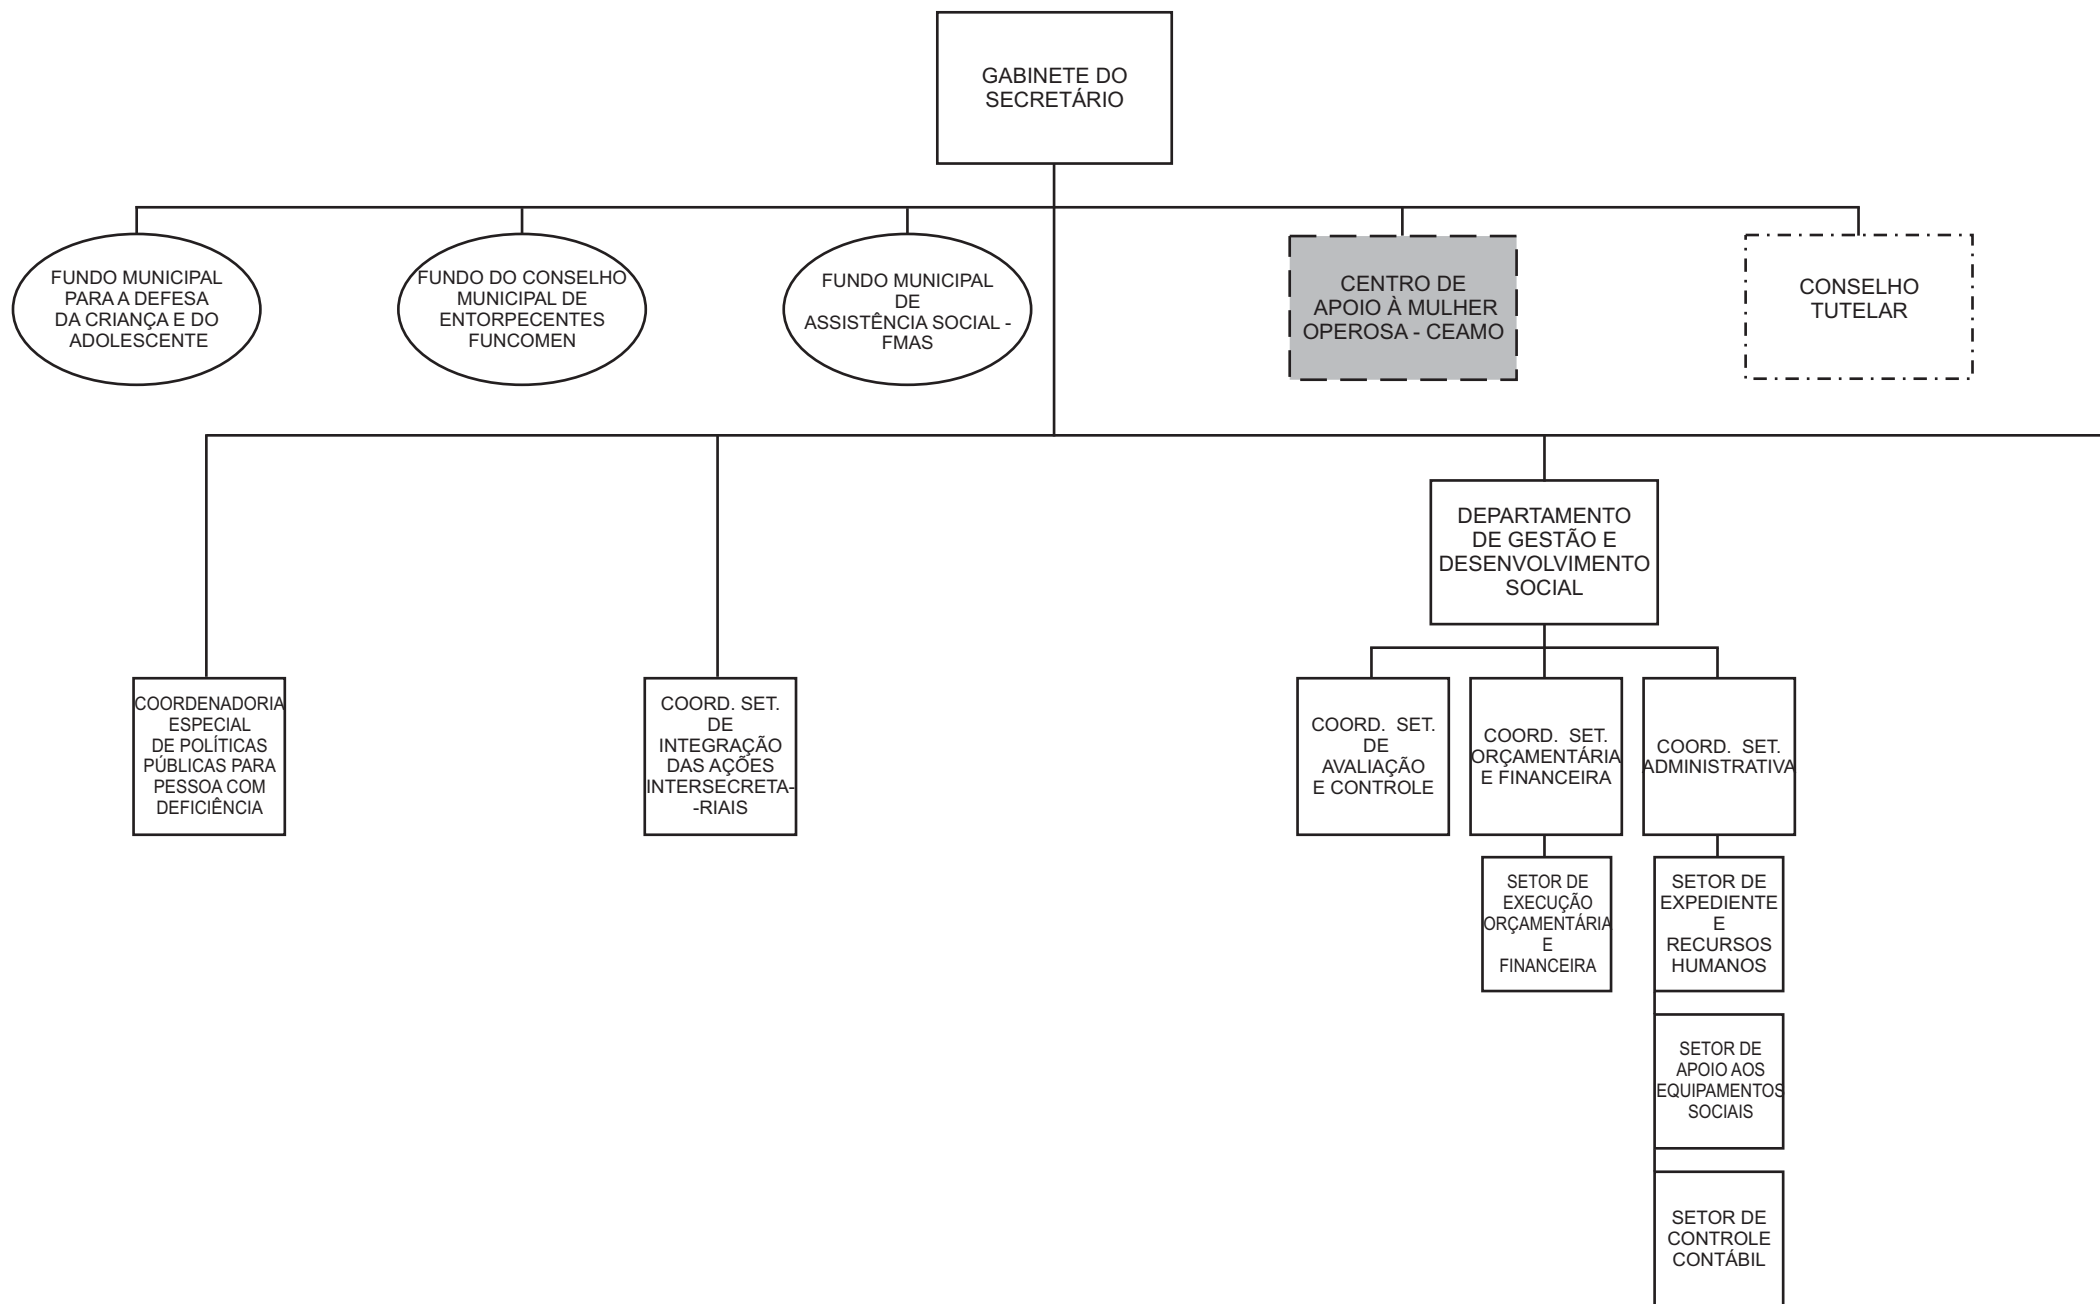 GABINETE DO
SECRETÁRIO
FUNDO MUNICIPAL
PARA A DEFESA
DA CRIANÇA E DO
ADOLESCENTE
FUNDO DO CONSELHO
MUNICIPAL DE
ENTORPECENTES
FUNCOMEN
FUNDO MUNICIPAL
DE
ASSISTÊNCIA SOCIAL -
FMAS
CENTRO DE
APOIO À MULHER
OPEROSA - CEAMO
CONSELHO
TUTELAR
DEPARTAMENTO
DE GESTÃO E
DESENVOLVIMENTO
SOCIAL
COORDENADORIA
ESPECIAL
DE POLÍTICAS
PÚBLICAS PARA
PESSOA COM
DEFICIÊNCIA
COORD. SET.
DE
INTEGRAÇÃO
DAS AÇÕES
INTERSECRETA-
-RIAIS
COORD. SET.
DE
AVALIAÇÃO
E CONTROLE
COORD. SET.
ORÇAMENTÁRIA
E FINANCEIRA
COORD. SET.
ADMINISTRATIVA
SETOR DE
EXECUÇÃO
ORÇAMENTÁRIA
E
FINANCEIRA
SETOR DE
EXPEDIENTE
E
RECURSOS
HUMANOS
SETOR DE
APOIO AOS
EQUIPAMENTOS
SOCIAIS
SETOR DE
CONTROLE
CONTÁBIL